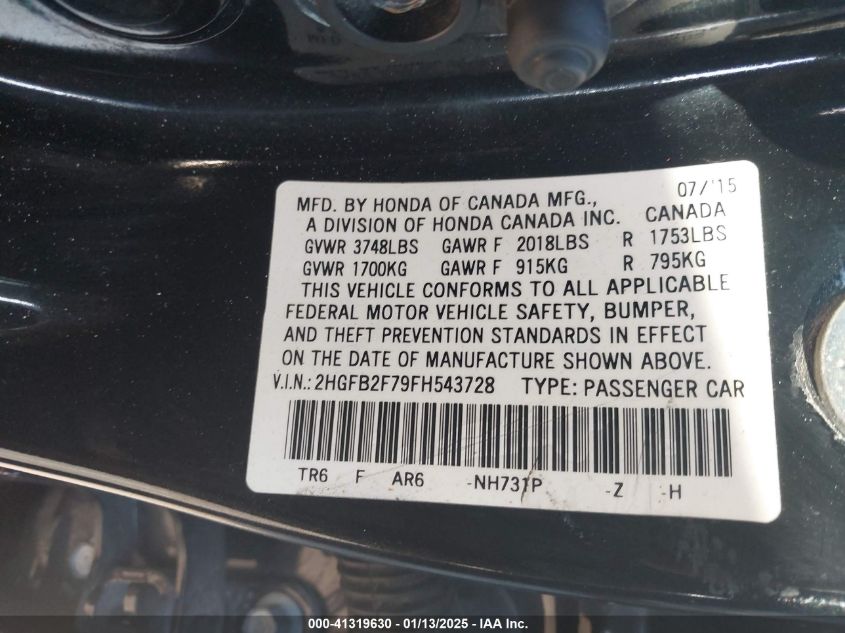 07/'15
MFD. BY HONDA OF CANADA MFG.,
A DIVISION OF HONDA CANADA INC. CANADA
GVWR 3748LBS GAWR F 2018LBS R 1753LBS
GVWR 1700KG GAWR F 915KG R 795KG
THIS VEHICLE CONFORMS TO ALL APPLICABLE
FEDERAL MOTOR VEHICLE SAFETY, BUMPER,
AND THEFT PREVENTION STANDARDS IN EFFECT
ON THE DATE OF MANUFACTURE SHOWN ABOVE.
V.I.N.: 2HGFB2F79FH543728 TYPE: PASSENGER CAR
TR6 F AR6 -NH731P -Z -H
000-41319630 - 01/13/2025 - IAA Inc.